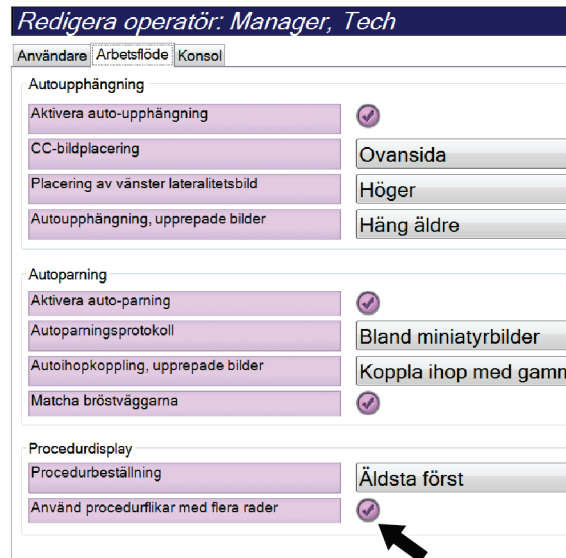 Redigera operatör: Manager, Tech
Användare Arbetsflöde Konsol
Autoupphängning
Aktivera auto-upphängning
CC-bildplacering Ovansida
Placering av vänster lateralitetsbild Höger
Autoupphängning, upprepade bilder Häng äldre
Autoparning
Aktivera auto-parning
Autoparningsprotokoll Bland miniatyrbilder
Autoihopkoppling, upprepade bilder Koppla ihop med gamm
Matcha bröstväggarna
Procedurdisplay
Procedurbeställning Äldsta först
Använd procedurflikar med flera rader